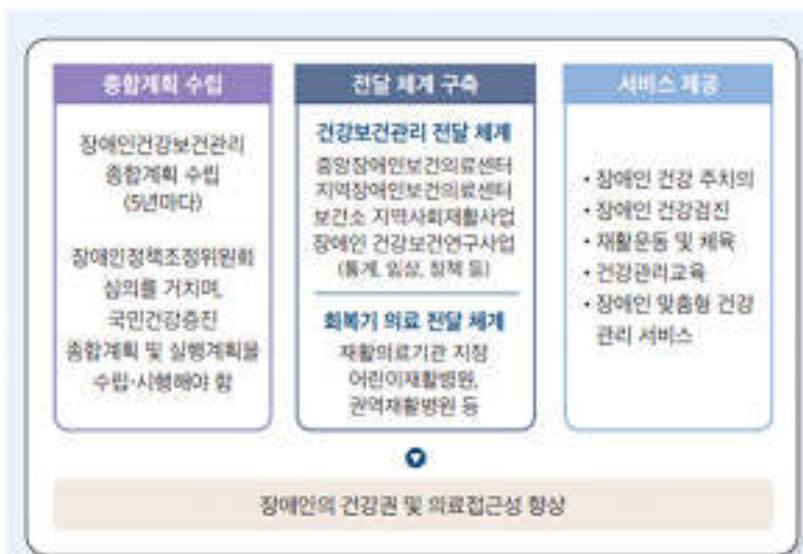 종합계획 수립
장애인건강보건관리
종합계획 수립
(5년마다)
장애인정책조정위원회
심의를 거치며,
국민건강증진
종합계획 및 실행계획을
수립·시행해야 함
전달 체계 구축
건강보건관리 전달 체계
중앙장애인보건의료센터
지역장애인보건의료센터
보건소 지역사회재활사업
장애인 건강보건연구사업
(통계, 임상, 정책 등)
회복기 의료 전달 체계
재활의료기관 지정
어린이재활병원,
권역재활병원 등
서비스 제공
• 장애인 건강 주치의
• 장애인 건강검진
• 재활운동 및 체육
• 건강관리교육
• 장애인 맞춤형 건강
관리 서비스
장애인의 건강권 및 의료접근성 향상